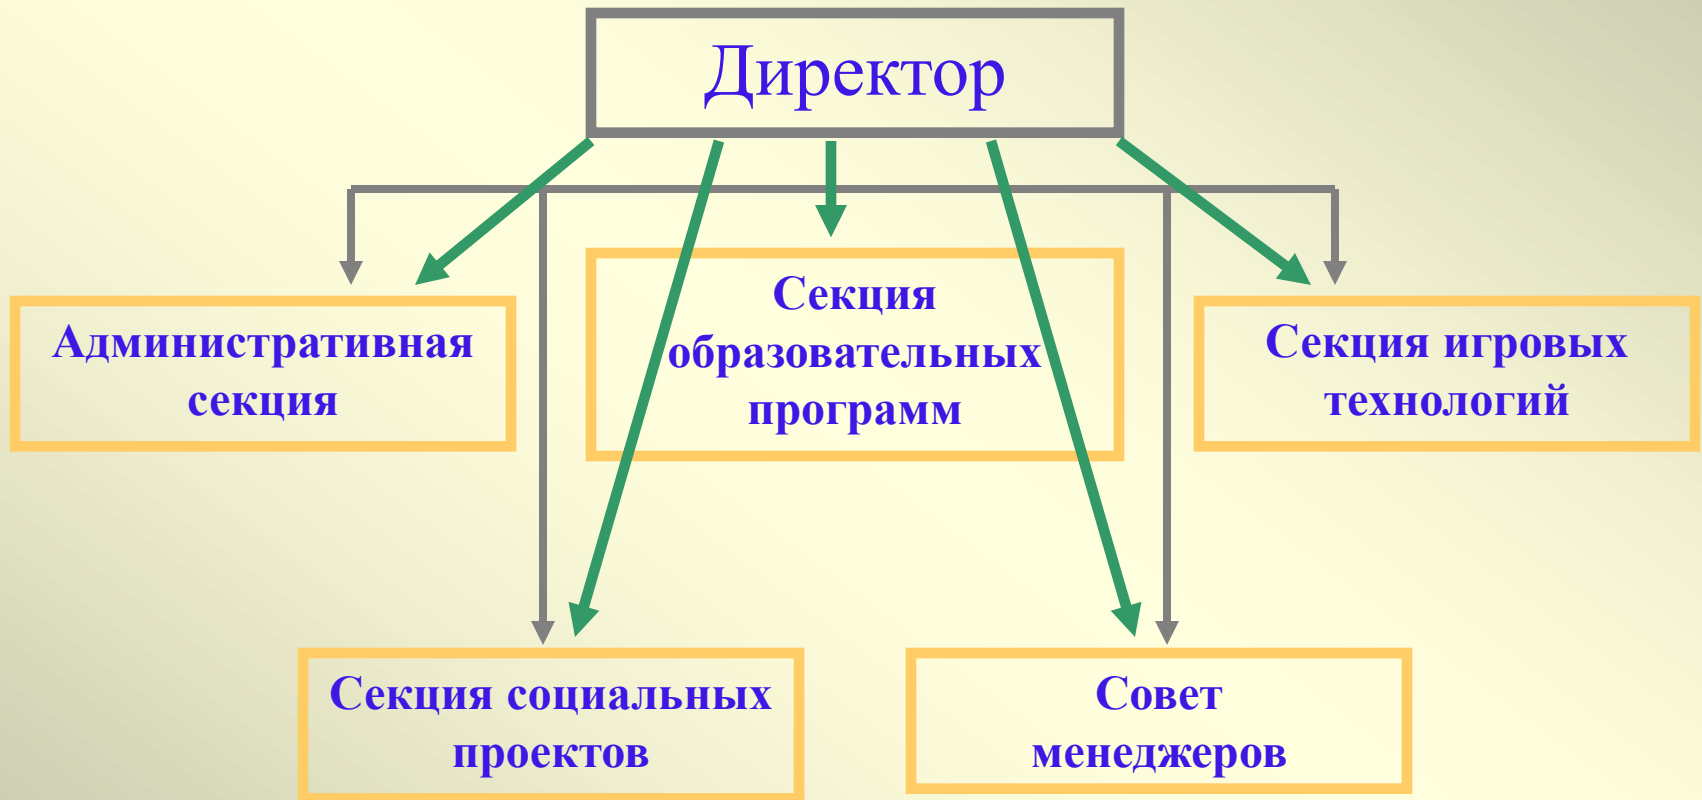 Директор
Административная
секция
Секция
образовательных
программ
Секция игровых
технологий
Секция социальных
проектов
Совет
менеджеров